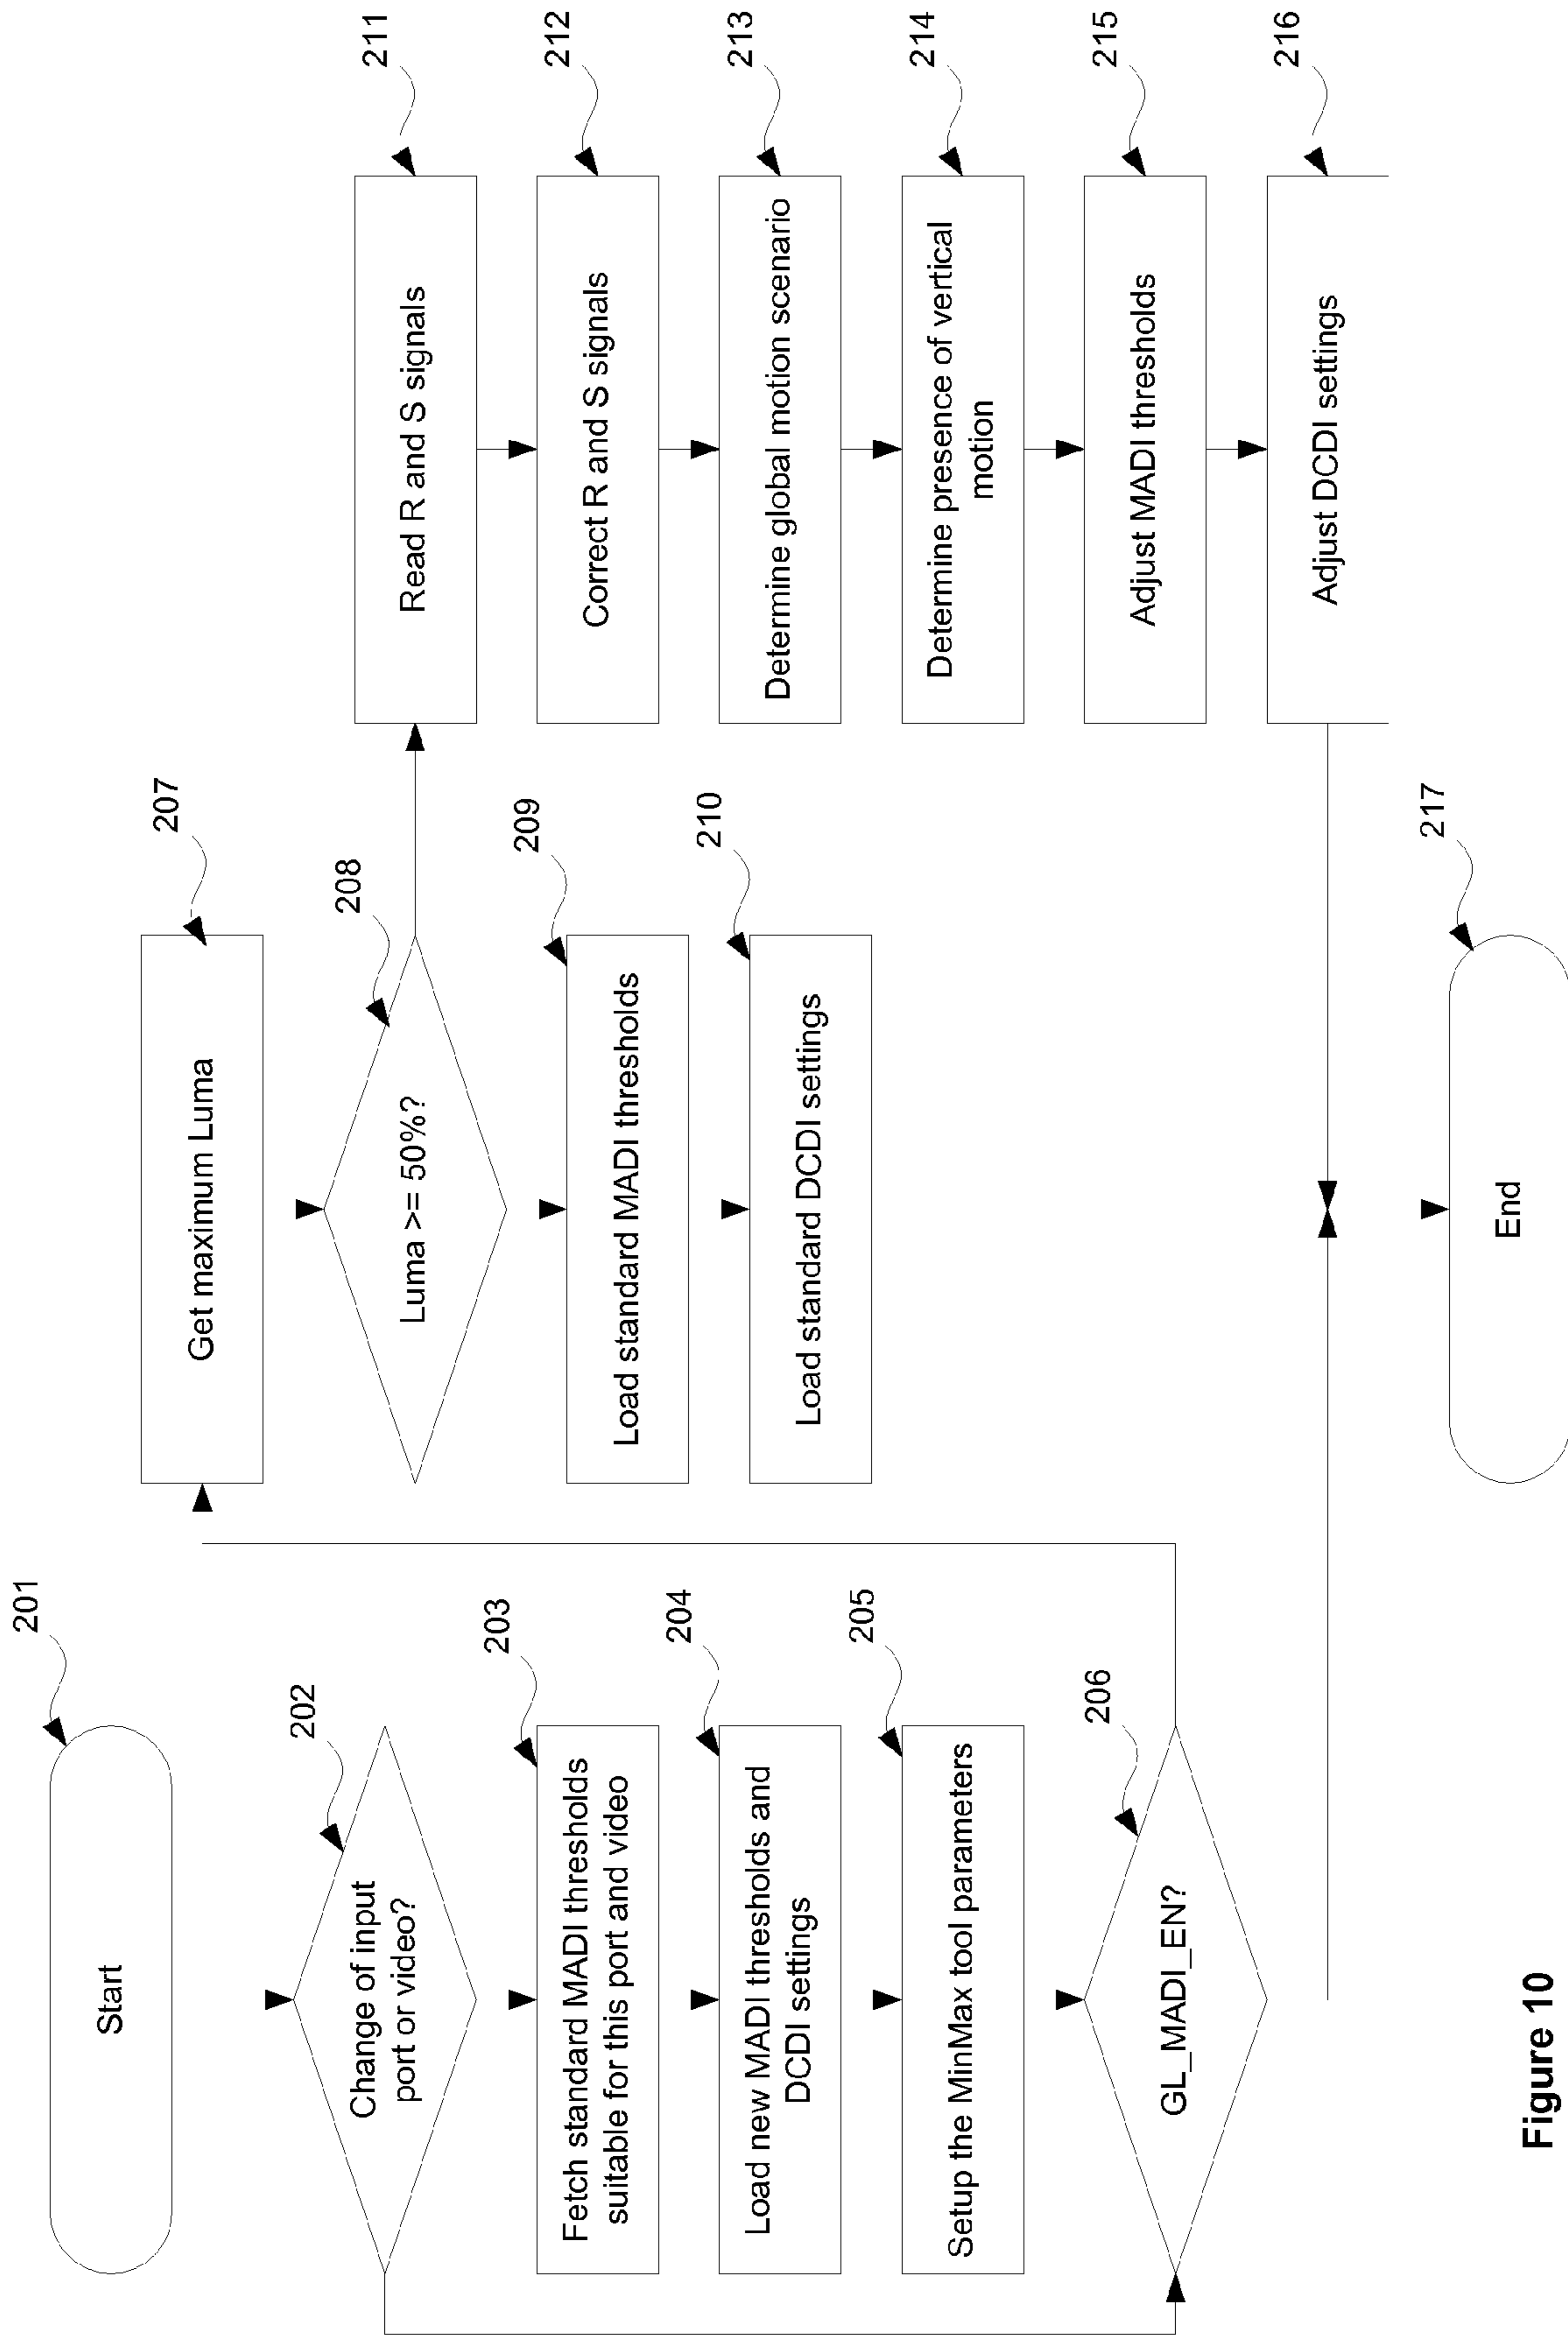 201
Start
202
Change of input
port or video?
203
Fetch standard MADI thresholds
suitable for this port and video
204
Load new MADI thresholds and
DCDI settings
205
Setup the MinMax tool parameters
206
GL_MADI_EN?
207
Get maximum Luma
208
Luma >= 50%?
209
Load standard MADI thresholds
210
Load standard DCDI settings
211
Read R and S signals
212
Correct R and S signals
213
Determine global motion scenario
214
Determine presence of vertical
motion
215
Adjust MADI thresholds
216
Adjust DCDI settings
217
End
Figure 10